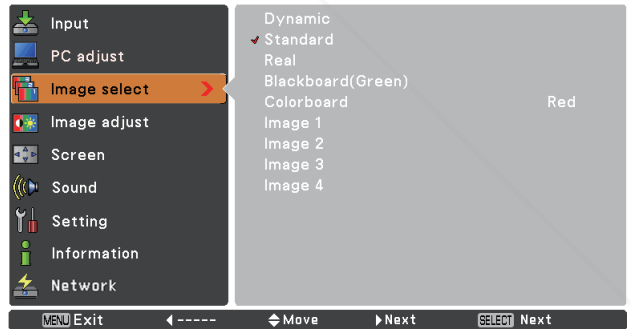 Input
PC adjust
Image select
Image adjust
Screen
Sound
Setting
Information
Network
Dynamic
Standard
Real
Blackboard(Green)
Colorboard Red
Image 1
Image 2
Image 3
Image 4
MENU Exit ◀ ----- Move Next SELECT Next